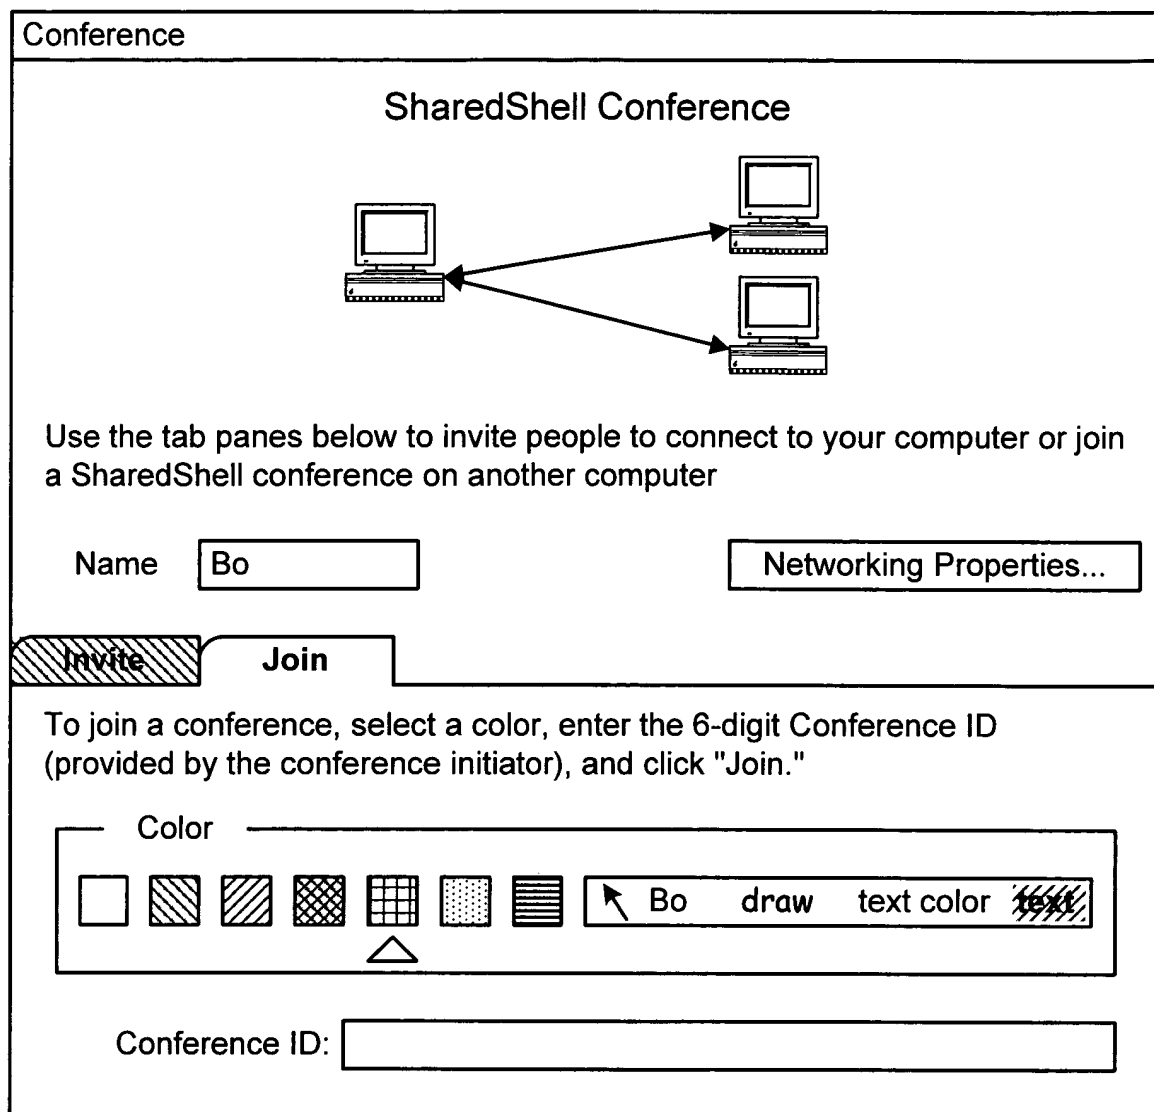 Conference
SharedShell Conference
Use the tab panes below to invite people to connect to your computer or join
a SharedShell conference on another computer
Name Bo Networking Properties...
Invite Join
To join a conference, select a color, enter the 6-digit Conference ID
(provided by the conference initiator), and click "Join."
Color
Bo draw text color text
Conference ID: